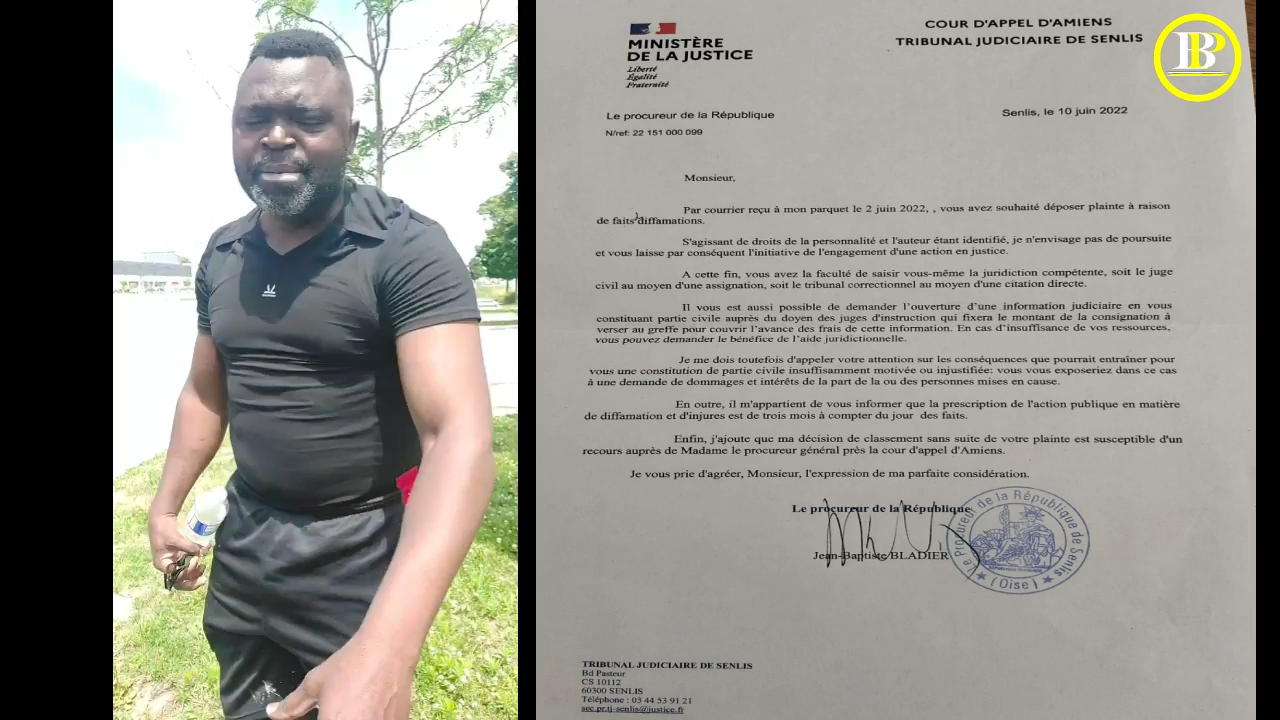 MINISTÈRE
DE LA JUSTICE
Liberté
Égalité
Fraternité
COUR D'APPEL D'AMIENS
TRIBUNAL JUDICIAIRE DE SENLIS
BP
Le procureur de la République
N/ref: 22 151 000 099
Senlis, le 10 juin 2022
Monsieur,
Par courrier reçu à mon parquet le 2 juin 2022, , vous avez souhaité déposer plainte à raison
de faits diffamations.
S'agissant de droits de la personnalité et l'auteur étant identifié, je n'envisage pas de poursuite
et vous laisse par conséquent l'initiative de l'engagement d'une action en justice.
A cette fin, vous avez la faculté de saisir vous-même la juridiction compétente, soit le juge
civil au moyen d'une assignation, soit le tribunal correctionnel au moyen d'une citation directe.
Il vous est aussi possible de demander l'ouverture d'une information judiciaire en vous
constituant partie civile auprès du doyen des juges d'instruction qui fixera le montant de la consignation à
verser au greffe pour couvrir l'avance des frais de cette information. En cas d'insuffisance de vos ressources,
vous pouvez demander le bénéfice de l'aide juridictionnelle.
Je me dois toutefois d'appeler votre attention sur les conséquences que pourrait entraîner pour
vous une constitution de partie civile insuffisamment motivée ou injustifiée: vous vous exposeriez dans ce cas
à une demande de dommages et intérêts de la part de la ou des personnes mises en cause.
En outre, il m'appartient de vous informer que la prescription de l'action publique en matière
de diffamation et d'injures est de trois mois à compter du jour des faits.
Enfin, j'ajoute que ma décision de classement sans suite de votre plainte est susceptible d'un
recours auprès de Madame le procureur général près la cour d'appel d'Amiens.
Je vous prie d'agréer, Monsieur, l'expression de ma parfaite considération.
Le procureur de la République
Jean-Baptiste BLADIER
Le Procureur de la République de Senlis
(Oise)
TRIBUNAL JUDICIAIRE DE SENLIS
Bd Pasteur
CS 10112
60300 SENLIS
Téléphone : 03 44 53 91 21
sec.pr.tj-senlis@justice.fr